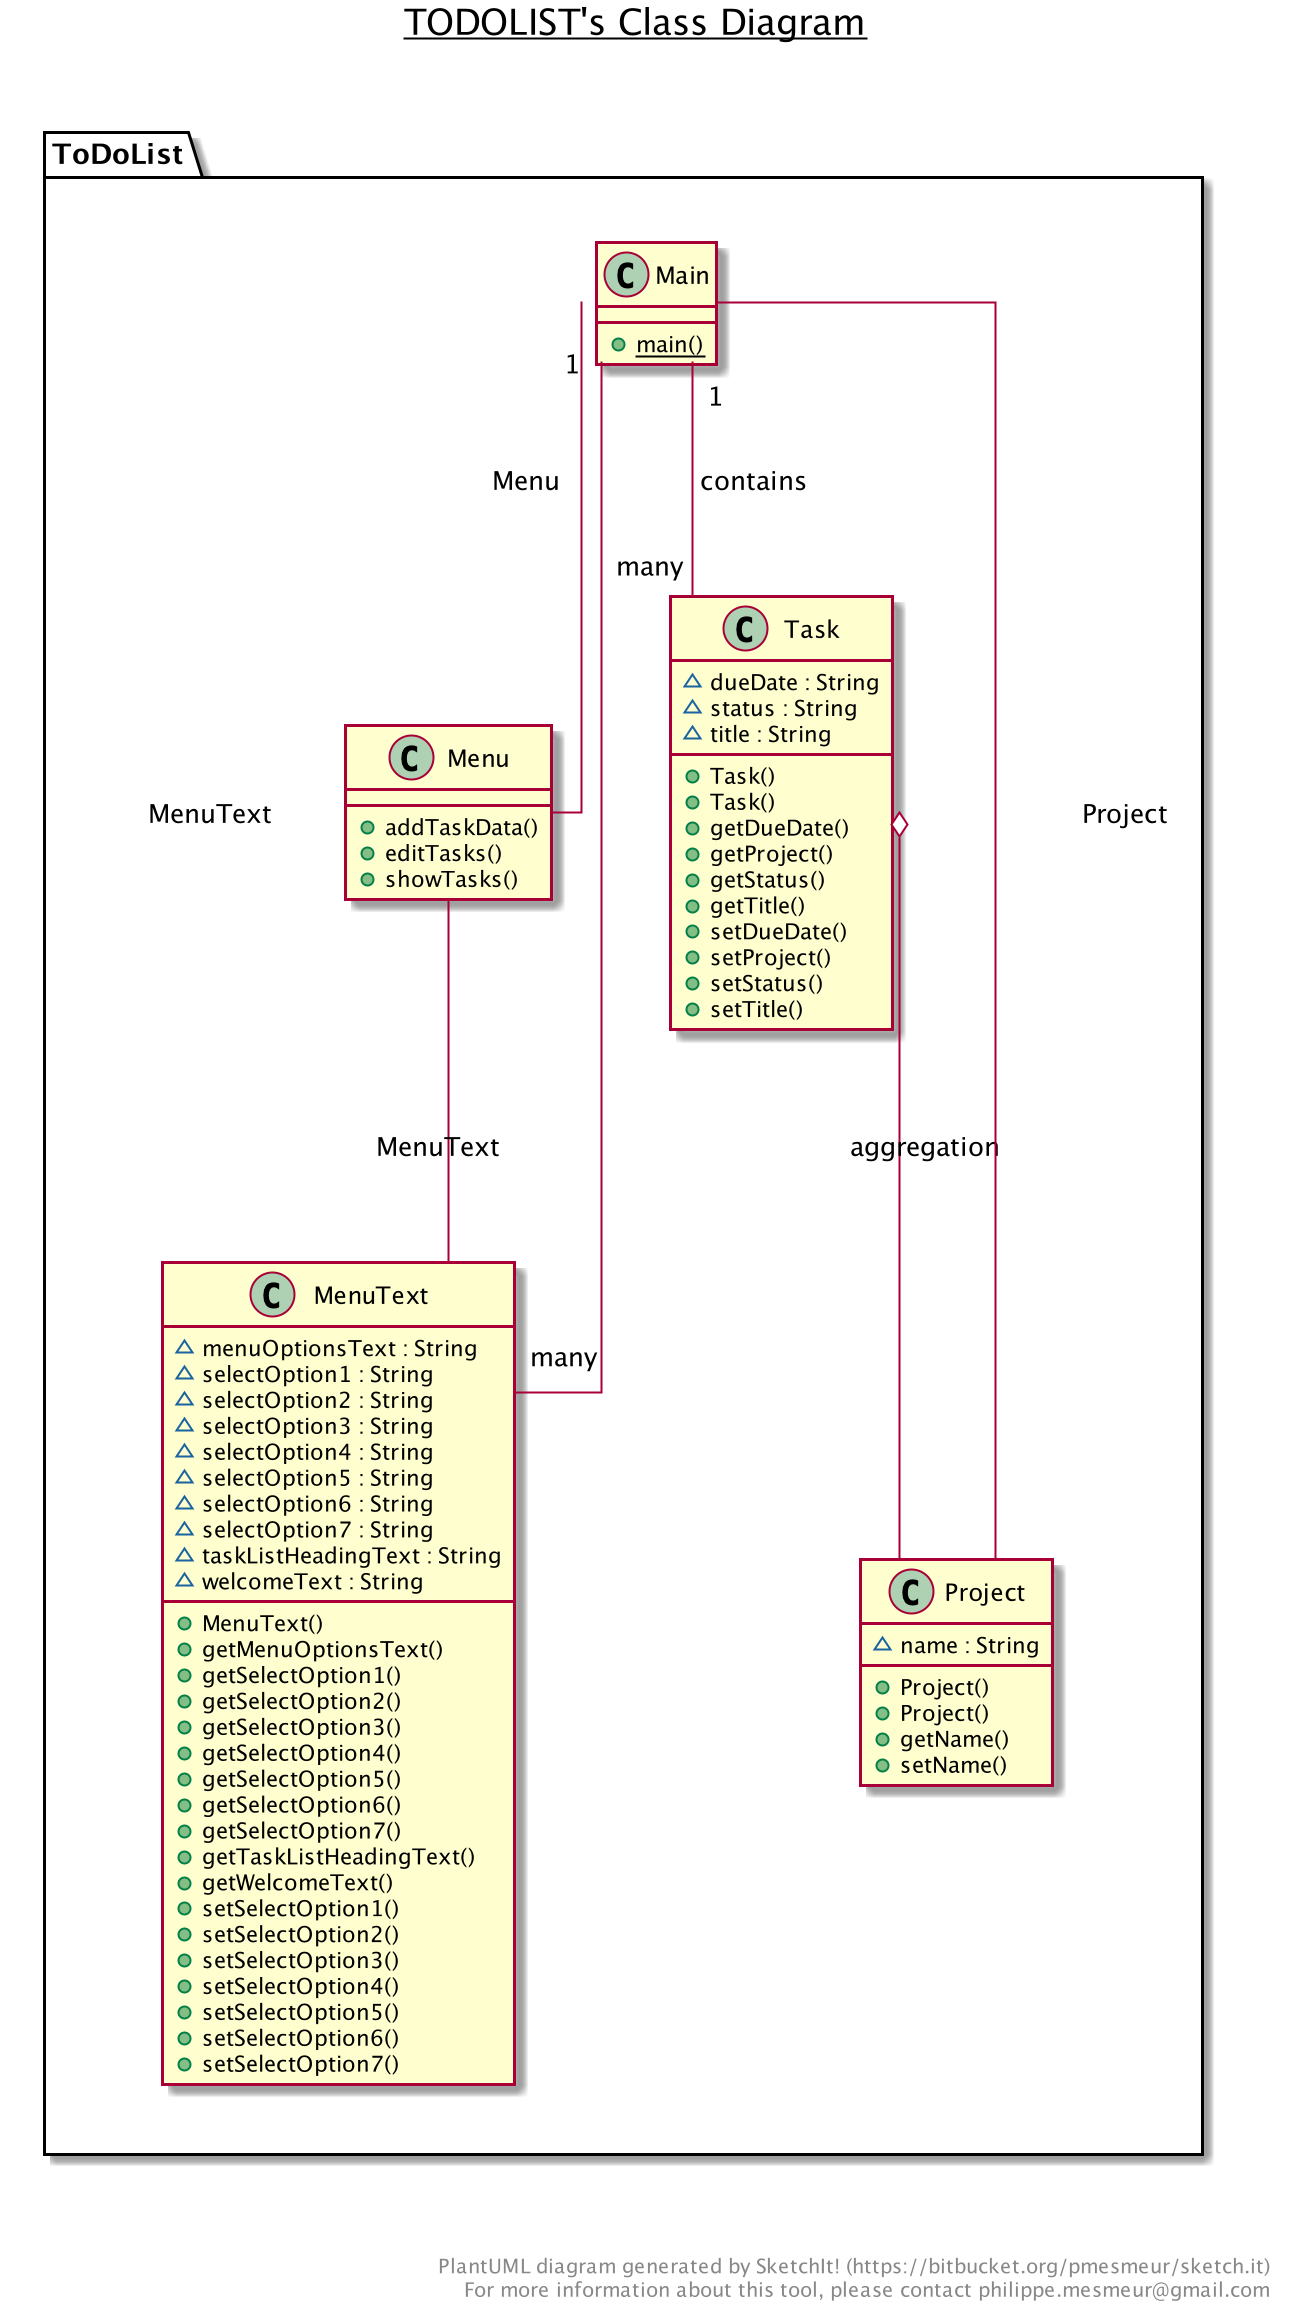 TODOLIST's Class Diagram
ToDoList
C Main
main()
1
1
Menu
contains
many
C Task
dueDate : String
status : String
title : String
Task()
Task()
getDueDate()
getProject()
getStatus()
getTitle()
setDueDate()
setProject()
setStatus()
setTitle()
C Menu
addTaskData()
editTasks()
showTasks()
MenuText
Project
MenuText
aggregation
C MenuText
menuOptionsText : String
selectOption1 : String
selectOption2 : String
selectOption3 : String
selectOption4 : String
selectOption5 : String
selectOption6 : String
selectOption7 : String
taskListHeadingText : String
welcomeText : String
MenuText()
getMenuOptionsText()
getSelectOption1()
getSelectOption2()
getSelectOption3()
getSelectOption4()
getSelectOption5()
getSelectOption6()
getSelectOption7()
getTaskListHeadingText()
getWelcomeText()
setSelectOption1()
setSelectOption2()
setSelectOption3()
setSelectOption4()
setSelectOption5()
setSelectOption6()
setSelectOption7()
many
C Project
name : String
Project()
Project()
getName()
setName()
PlantUML diagram generated by SketchIt! (https://bitbucket.org/pmesmeur/sketch.it)
For more information about this tool, please contact philippe.mesmeur@gmail.com